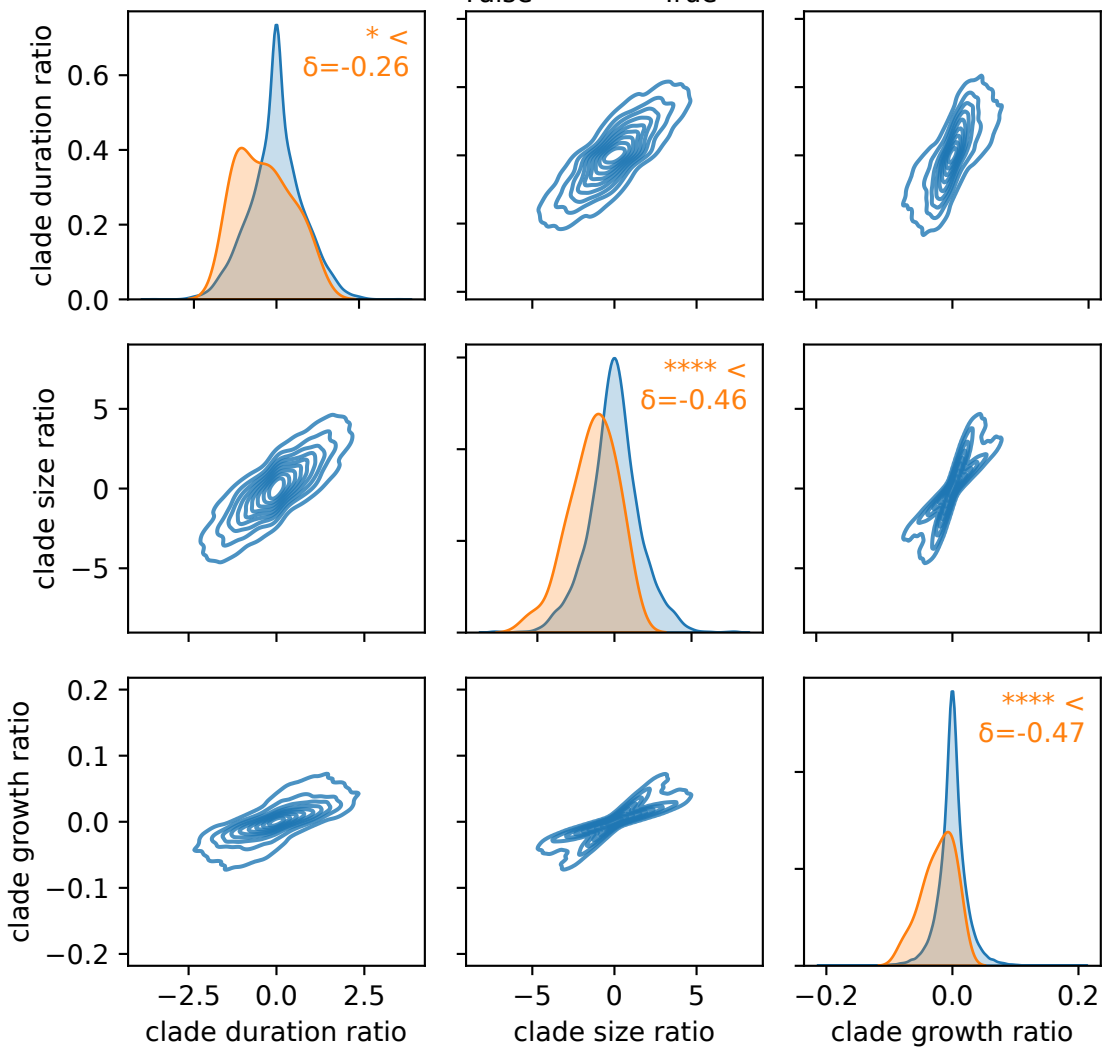 clade duration ratio
0.6
0.4
0.2
0.0
* <
δ=-0.26
clade size ratio
5
0
−5
**** <
δ=-0.46
clade growth ratio
0.2
0.1
0.0
−0.1
−0.2
**** <
δ=-0.47
−2.5 0.0 2.5
−5 0 5
−0.2 0.0 0.2
clade duration ratio
clade size ratio
clade growth ratio